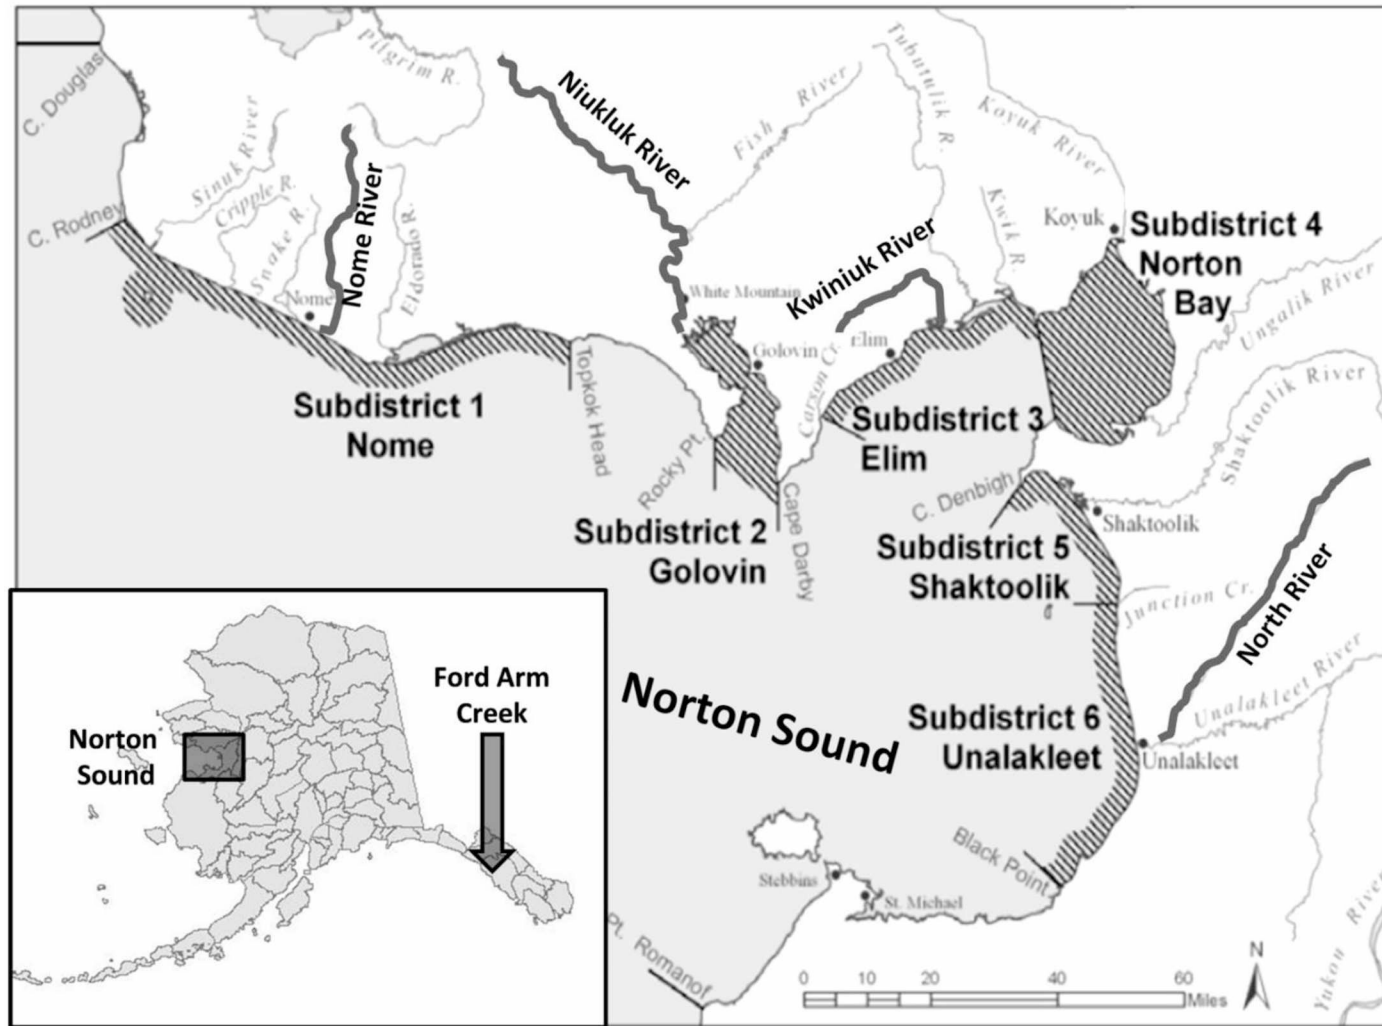 Pilgrim R.
C. Douglas
Sinuk River
Cripple R.
Snake R.
Nome River
Eldorado R.
Niukluk River
Fish River
Tubutulik R.
Koyuk River
Kwik R.
Koyuk
C. Rodney
Nome
White Mountain
Golovin
Kwiniuk River
Carson Cr.
Elim
Subdistrict 4
Norton
Bay
Ungalik River
Shaktoolik River
Subdistrict 1
Nome
Topkok Head
Rocky Pt.
Subdistrict 2
Golovin
Cape Darby
Subdistrict 3
Elim
C. Denbigh
Shaktoolik
Subdistrict 5
Shaktoolik
Junction Cr.
North River
Unalakleet River
Norton Sound
Subdistrict 6
Unalakleet
Unalakleet
Black Point
Stebbins
St. Michael
Pt. Romanof
Yukon River
N
0 10 20 40 60
Miles
Norton
Sound
Ford Arm
Creek